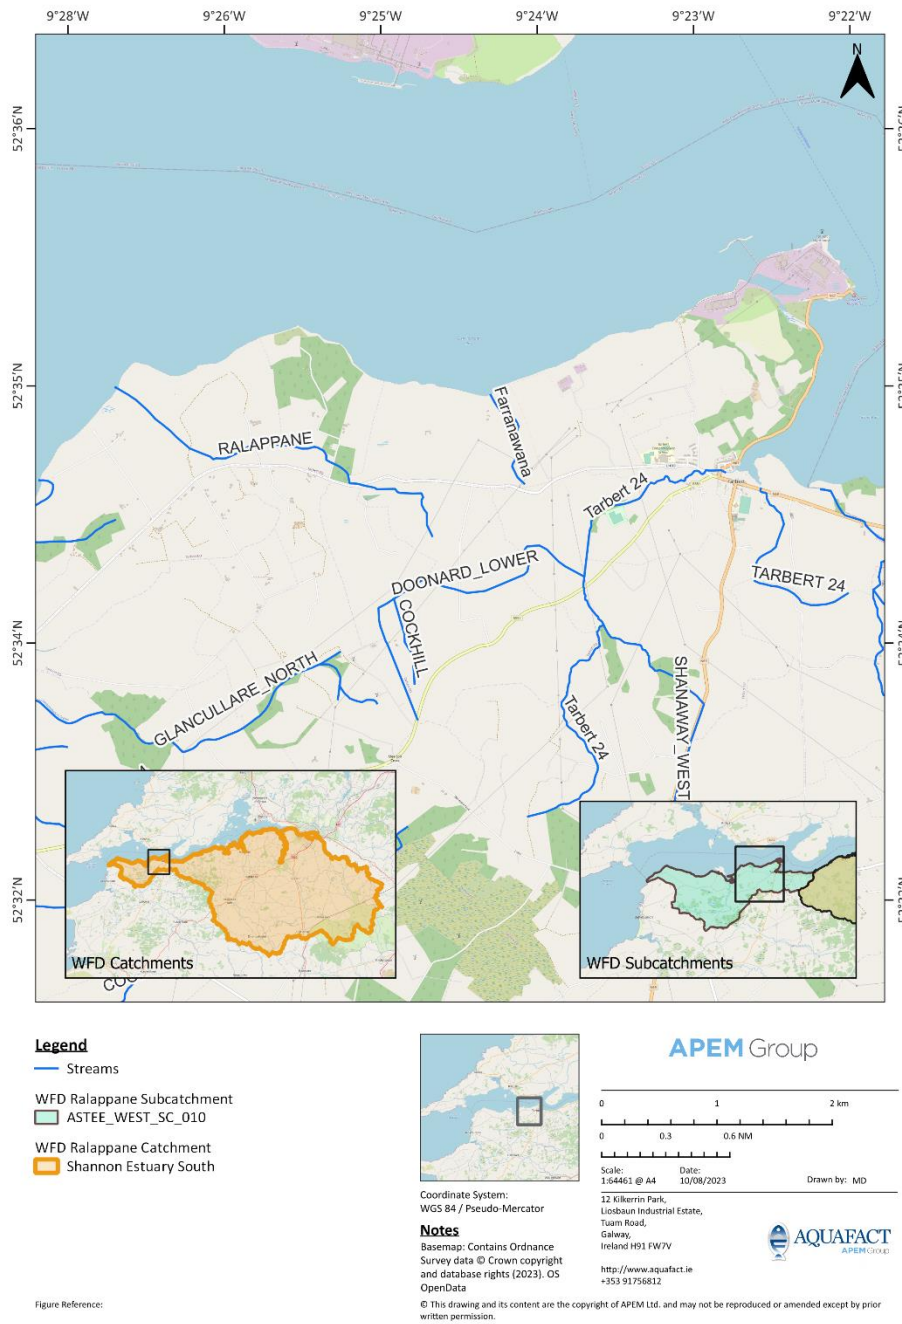 9°28'W 9°26'W 9°25'W 9°24'W 9°23'W 9°22'W
N
52°36'N
52°35'N
RALAPPANE
Farranawana
Tarbert 24
DOONARD_LOWER
TARBERT 24
COCKHILL
52°34'N
52°34'N
GLANCULLARE_NORTH
SHANAWAY_WEST
Tarbert 24
52°32'N
WFD Catchments
WFD Subcatchments
Legend
Streams
WFD Ralappane Subcatchment
ASTEE_WEST_SC_010
WFD Ralappane Catchment
Shannon Estuary South
Figure Reference:
Coordinate System:
WGS 84 / Pseudo-Mercator
Notes
Basemap: Contains Ordnance
Survey data © Crown copyright
and database rights (2023). OS
OpenData
APEM Group
0 1 2 km
0 0.3 0.6 NM
Scale: Date:
1:64461 @ A4 10/08/2023 Drawn by: MD
12 Kilkerrin Park,
Liosbaun Industrial Estate,
Tuam Road,
Galway,
Ireland H91 FW7V
http://www.aquafact.ie
+353 91756812
AQUAFACT
APEM Group
© This drawing and its content are the copyright of APEM Ltd. and may not be reproduced or amended except by prior
written permission.